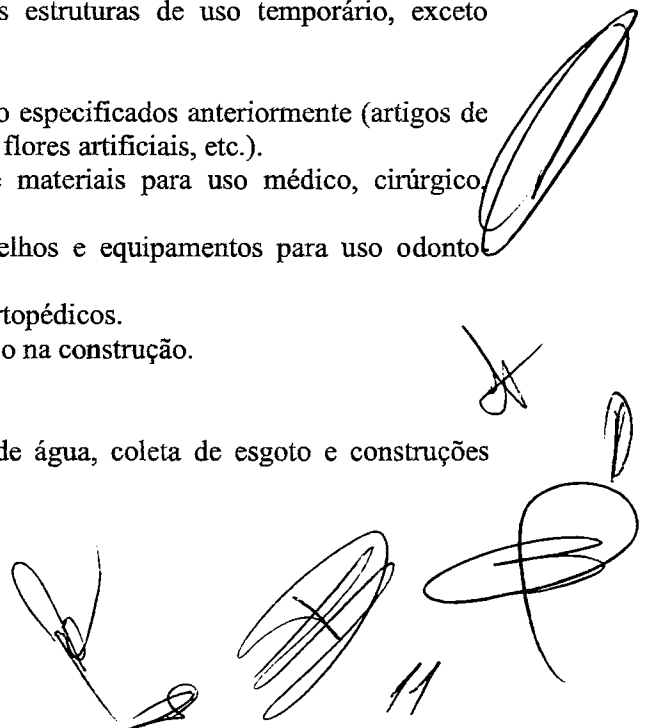 s estruturas de uso temporário, exceto
o especificados anteriormente (artigos de
flores artificiais, etc.).
e materiais para uso médico, cirúrgico,
elhos e equipamentos para uso odonto-
rtopédicos.
o na construção.
de água, coleta de esgoto e construções
11